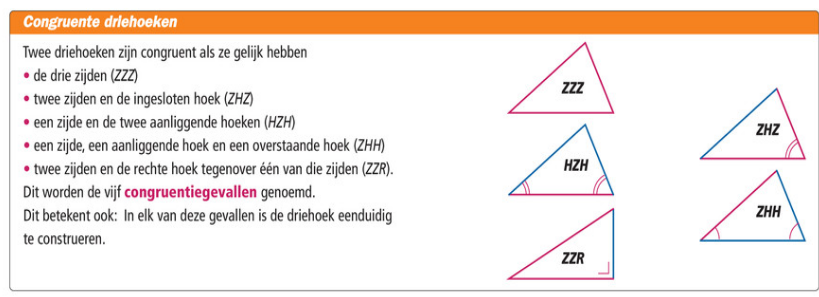 Congruente driehoeken
Twee driehoeken zijn congruent als ze gelijk hebben
• de drie zijden (ZZZ)
• twee zijden en de ingesloten hoek (ZHZ)
• een zijde en de twee aanliggende hoeken (HZH)
• een zijde, een aanliggende hoek en een overstaande hoek (ZHH)
• twee zijden en de rechte hoek tegenover één van die zijden (ZZR).
Dit worden de vijf congruentiegevallen genoemd.
Dit betekent ook: In elk van deze gevallen is de driehoek eenduidig
te construeren.
ZZZ
ZHZ
HZH
ZHH
ZZR